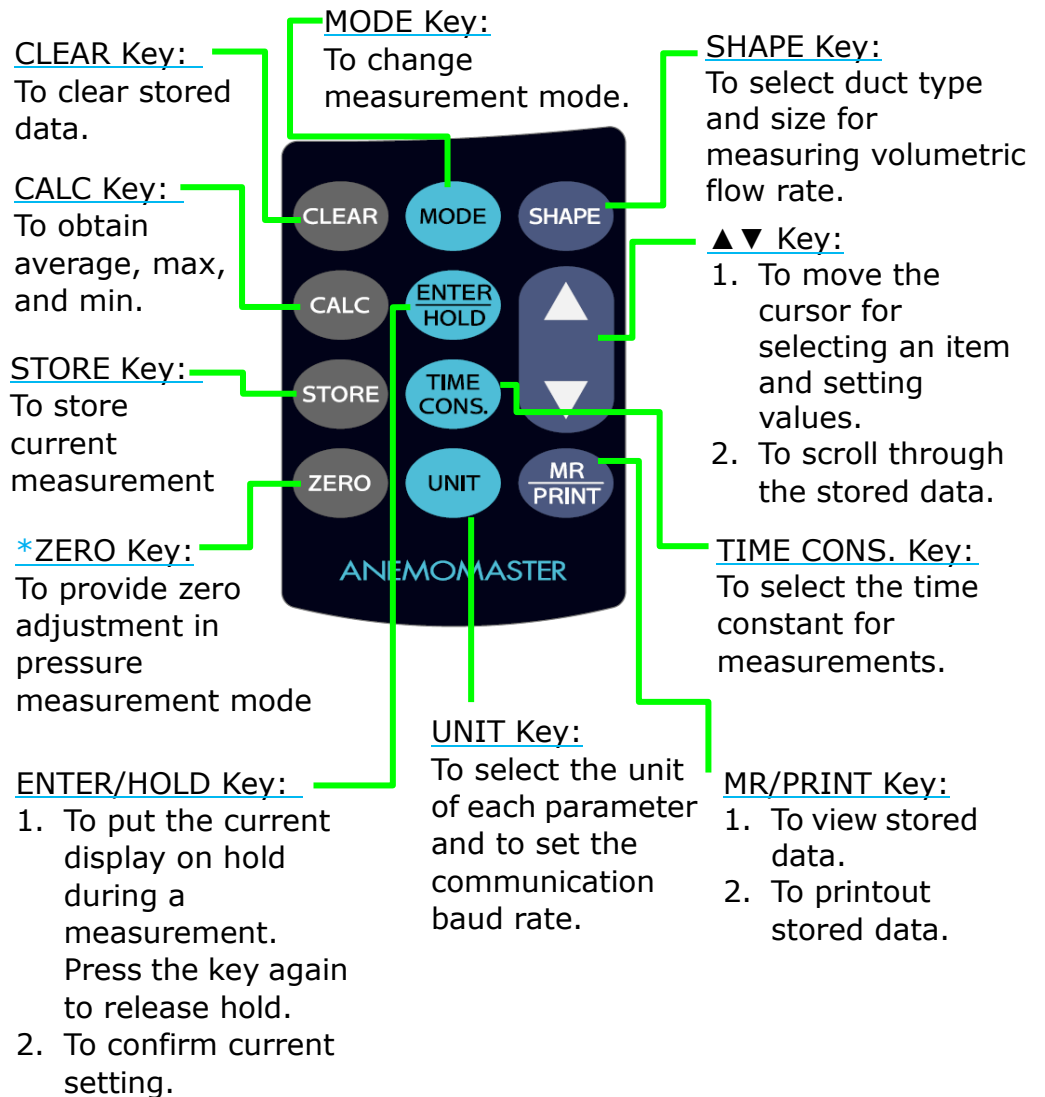 MODE Key:
To change
measurement mode.
CLEAR Key:
To clear stored
data.
SHAPE Key:
To select duct type
and size for
measuring volumetric
flow rate.
CALC Key:
To obtain
average, max,
and min.
▲▼ Key:
1. To move the
cursor for
selecting an item
and setting
values.
2. To scroll through
the stored data.
STORE Key:
To store
current
measurement
*ZERO Key:
To provide zero
adjustment in
pressure
measurement mode
CLEAR
MODE
SHAPE
CALC
ENTER
HOLD
▲
STORE
TIME
CONS.
▼
ZERO
UNIT
MR
PRINT
ANEMOMASTER
TIME CONS. Key:
To select the time
constant for
measurements.
ENTER/HOLD Key:
1. To put the current
display on hold
during a
measurement.
Press the key again
to release hold.
2. To confirm current
setting.
UNIT Key:
To select the unit
of each parameter
and to set the
communication
baud rate.
MR/PRINT Key:
1. To view stored
data.
2. To printout
stored data.